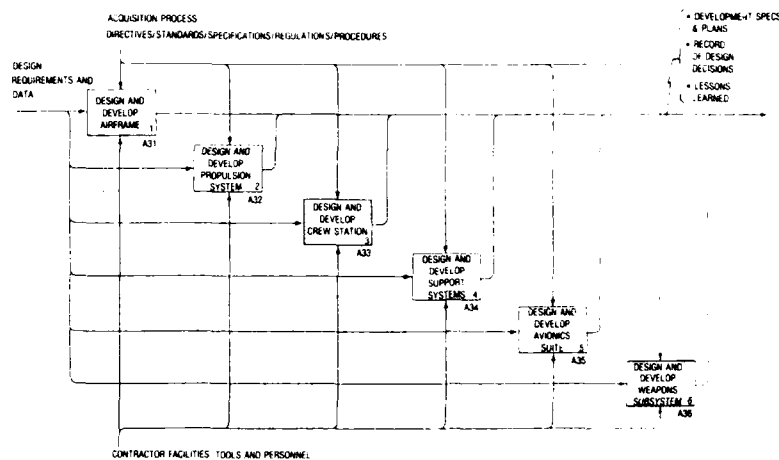 ACQUISITION PROCESS
DIRECTIVES/STANDARDS/SPECIFICATIONS/REGULATIONS/PROCEDURES
• DEVELOPMENT SPECS
& PLANS
• RECORD
OF DESIGN
DECISIONS
• LESSONS
LEARNED
DESIGN
REQUIREMENTS AND
DATA
DESIGN AND
DEVELOP
AIRFRAME 1
A31
DESIGN AND
DEVELOP
PROPULSION
SYSTEM 2
A32
DESIGN AND
DEVELOP
CREW STATION
3
A33
DESIGN AND
DEVELOP
SUPPORT
SYSTEMS 4
A34
DESIGN AND
DEVELOP
AVIONICS
SUITE 5
A35
DESIGN AND
DEVELOP
WEAPONS
SUBSYSTEM 6
A36
CONTRACTOR FACILITIES TOOLS AND PERSONNEL